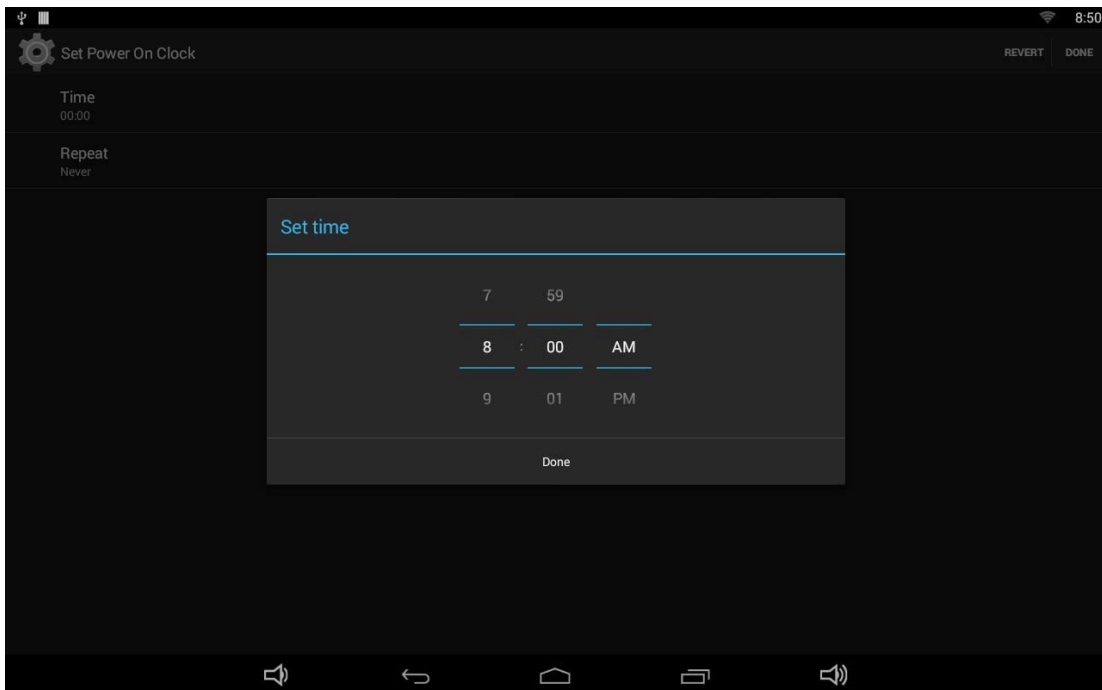 8:50
Set Power On Clock REVERT DONE
Time
00:00
Repeat
Never
Set time
7 59
8 : 00 AM
9 01 PM
Done